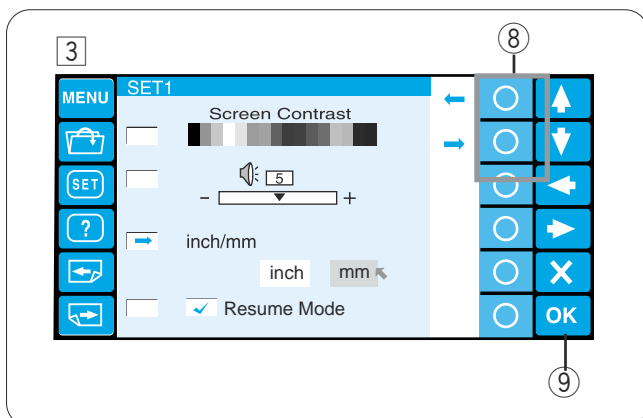 3
8
MENU
SET1
Screen Contrast
SET
5
- +
?
inch/mm
inch mm
Resume Mode
X
OK
9